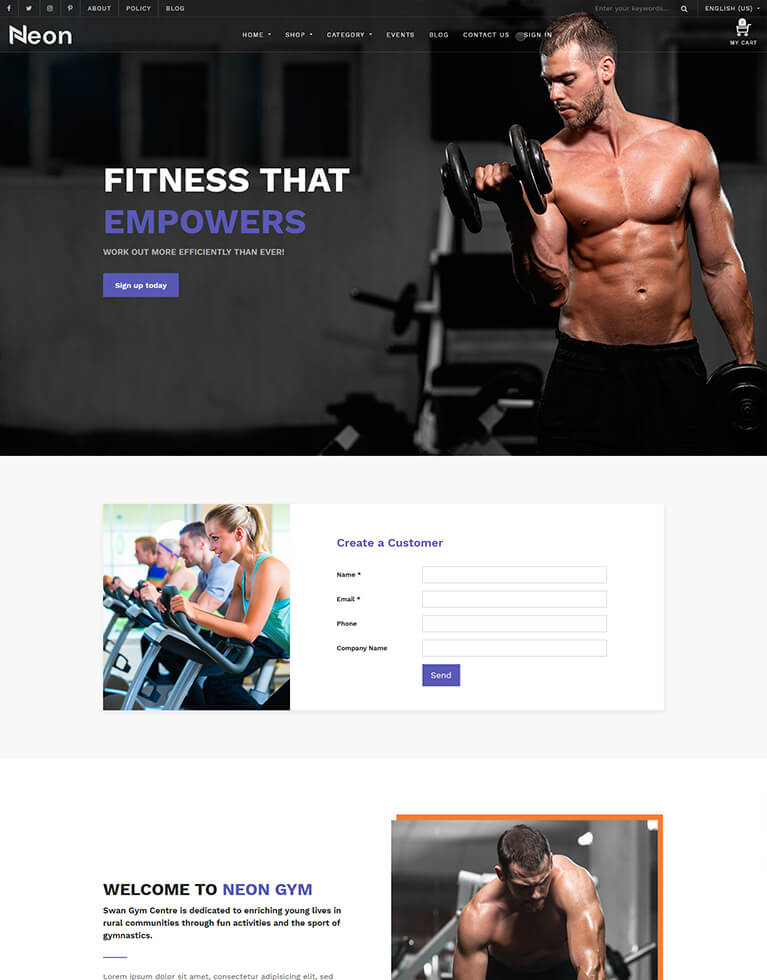 ABOUT POLICY BLOG Enter your keywords... ENGLISH (US)
Neon
HOME SHOP CATEGORY EVENTS BLOG CONTACT US SIGN IN
0
MY CART
FITNESS THAT
EMPOWERS
WORK OUT MORE EFFICIENTLY THAN EVER!
Sign up today
Create a Customer
Name *
Email *
Phone
Company Name
Send
WELCOME TO NEON GYM
Swan Gym Centre is dedicated to enriching young lives in
rural communities through fun activities and the sport of
gymnastics.
Lorem ipsum dolor sit amet, consectetur adipisicing elit, sed